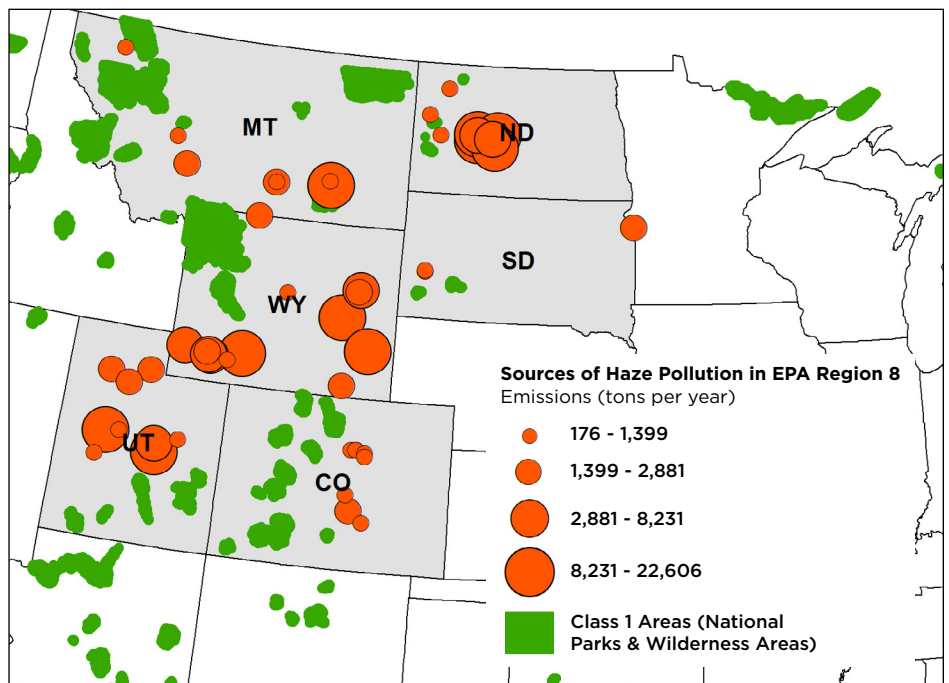 MT
ND
SD
WY
UT
CO
Sources of Haze Pollution in EPA Region 8
Emissions (tons per year)
176 - 1,399
1,399 - 2,881
2,881 - 8,231
8,231 - 22,606
Class 1 Areas (National
Parks & Wilderness Areas)